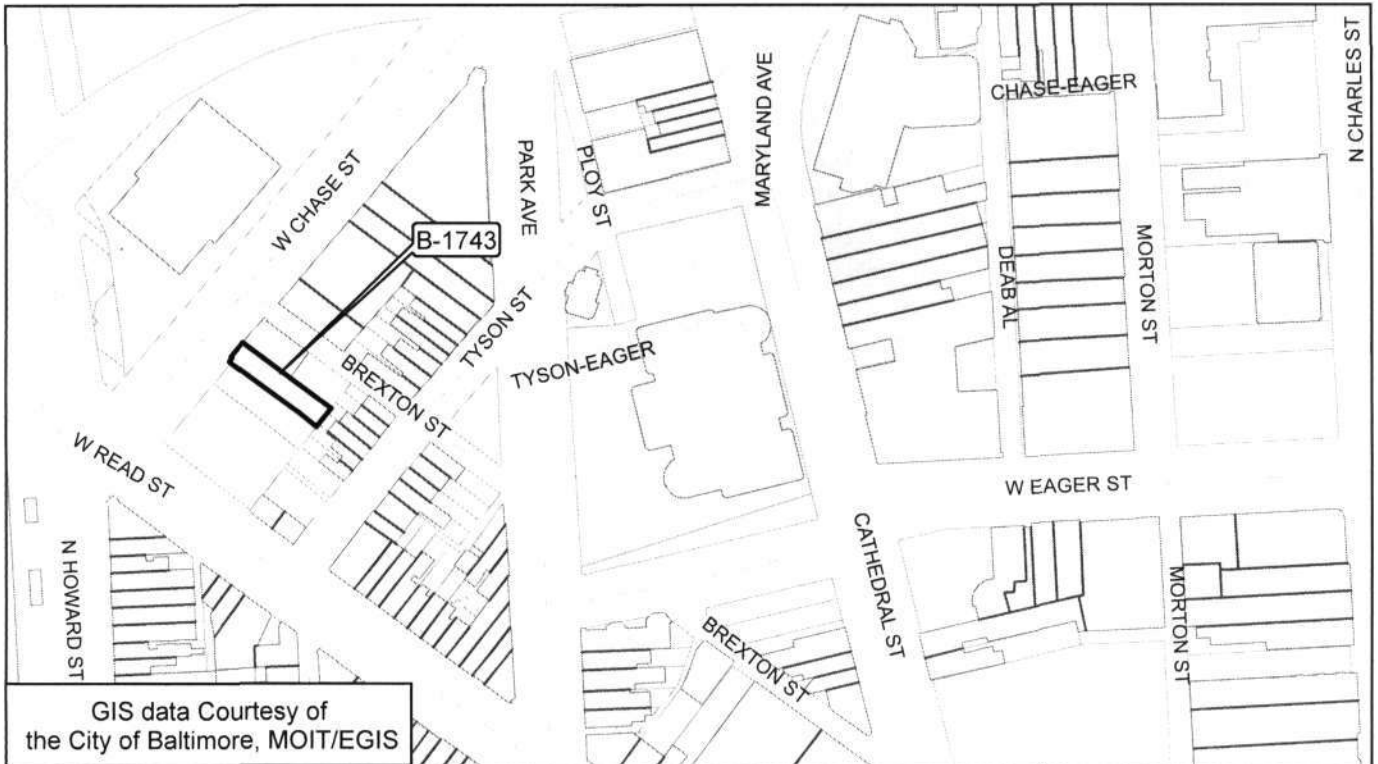 CHASE-EAGER
N CHARLES ST
MARYLAND AVE
W CHASE ST
PARK AVE
PLOY ST
B-1743
DEAB AL
MORTON ST
TYSON ST
TYSON-EAGER
BREXTON ST
W READ ST
W EAGER ST
N HOWARD ST
CATHEDRAL ST
MORTON ST
BREXTON ST
GIS data Courtesy of
the City of Baltimore, MOIT/EGIS